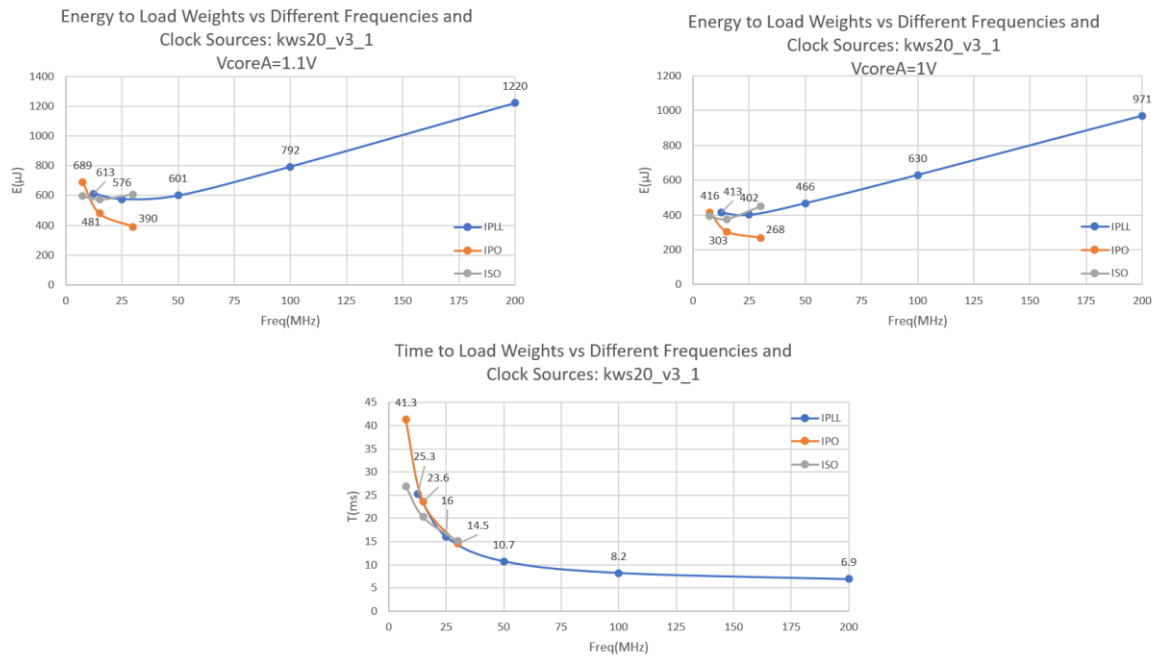 Energy to Load Weights vs Different Frequencies and
Clock Sources: kws20_v3_1
VcoreA=1.1V
1400
1200
1000
800
600
400
200
0
E(µJ)
689
613
576
481
390
601
792
1220
IPLL
IPO
ISO
0 25 50 75 100 125 150 175 200
Freq(MHz)
Energy to Load Weights vs Different Frequencies and
Clock Sources: kws20_v3_1
VcoreA=1V
1200
1000
800
600
400
200
0
E(µJ)
416
413
402
303
268
466
630
971
IPLL
IPO
ISO
0 25 50 75 100 125 150 175 200
Freq(MHz)
Time to Load Weights vs Different Frequencies and
Clock Sources: kws20_v3_1
45
40
35
30
25
20
15
10
5
0
T(ms)
41.3
25.3
23.6
16
14.5
10.7
8.2
6.9
IPLL
IPO
ISO
0 25 50 75 100 125 150 175 200
Freq(MHz)